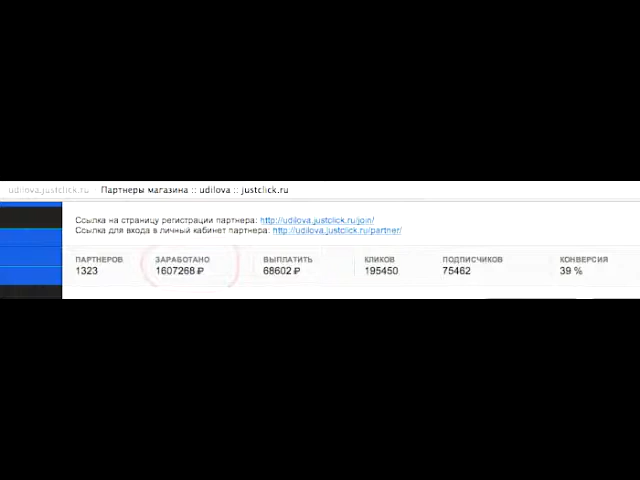 udilova.justclick.ru Партнеры магазина :: udilova :: justclick.ru
Ссылка на страницу регистрации партнера: http://udilova.justclick.ru/join/
Ссылка для входа в личный кабинет партнера: http://udilova.justclick.ru/partner/
ПАРТНЕРОВ ЗАРАБОТАНО ВЫПЛАТИТЬ КЛИКОВ ПОДПИСЧИКОВ КОНВЕРСИЯ
1323 1607268 ₽ 68602 ₽ 195450 75462 39 %